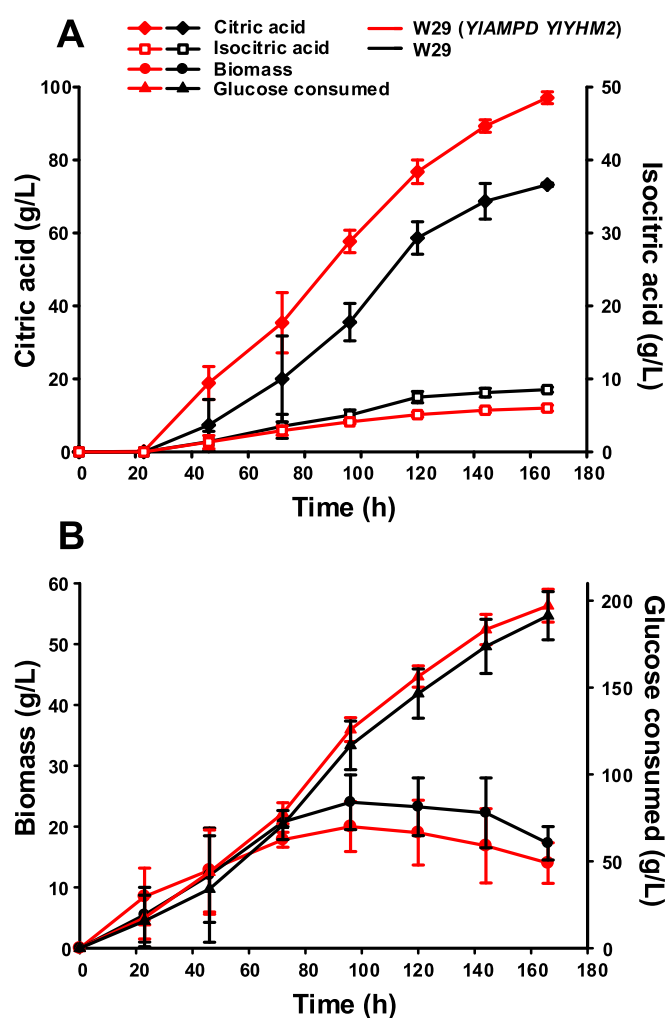 A
Citric acid
Isocitric acid
Biomass
Glucose consumed
W29 (YlAMPD YlYHM2)
W29
100
80
60
40
20
0
Citric acid (g/L)
50
40
30
20
10
0
Isocitric acid (g/L)
0 20 40 60 80 100 120 140 160 180
Time (h)
B
60
50
40
30
20
10
0
Biomass (g/L)
200
150
100
50
0
Glucose consumed (g/L)
0 20 40 60 80 100 120 140 160 180
Time (h)